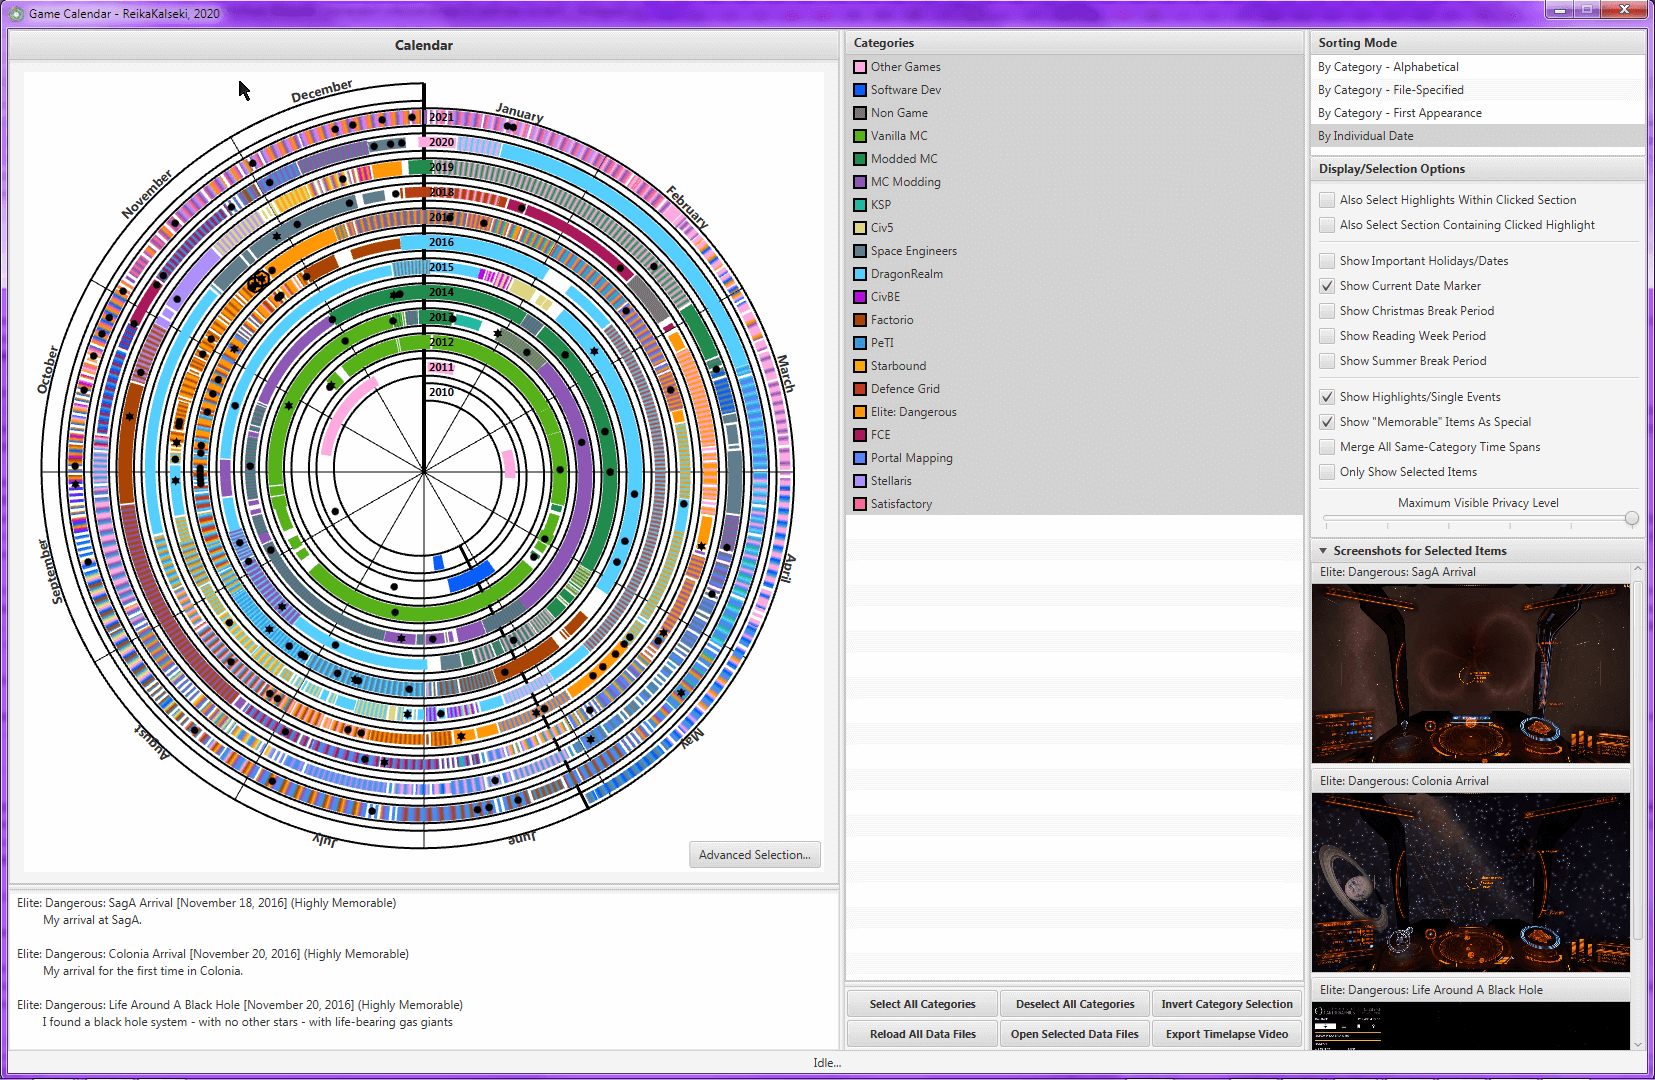 Game Calendar - ReikaKalseki, 2020
Calendar
December
January
November
February
October
March
September
April
August
May
July
June
2021
2020
2019
2018
2017
2016
2015
2014
2013
2012
2011
2010
Advanced Selection...
Elite: Dangerous: SagA Arrival [November 18, 2016] (Highly Memorable)
My arrival at SagA.
Elite: Dangerous: Colonia Arrival [November 20, 2016] (Highly Memorable)
My arrival for the first time in Colonia.
Elite: Dangerous: Life Around A Black Hole [November 20, 2016] (Highly Memorable)
I found a black hole system - with no other stars - with life-bearing gas giants
Categories
Other Games
Software Dev
Non Game
Vanilla MC
Modded MC
MC Modding
KSP
Civ5
Space Engineers
DragonRealm
CivBE
Factorio
PeTI
Starbound
Defence Grid
Elite: Dangerous
FCE
Portal Mapping
Stellaris
Satisfactory
Select All Categories
Deselect All Categories
Invert Category Selection
Reload All Data Files
Open Selected Data Files
Export Timelapse Video
Sorting Mode
By Category - Alphabetical
By Category - File-Specified
By Category - First Appearance
By Individual Date
Display/Selection Options
Also Select Highlights Within Clicked Section
Also Select Section Containing Clicked Highlight
Show Important Holidays/Dates
Show Current Date Marker
Show Christmas Break Period
Show Reading Week Period
Show Summer Break Period
Show Highlights/Single Events
Show "Memorable" Items As Special
Merge All Same-Category Time Spans
Only Show Selected Items
Maximum Visible Privacy Level
Screenshots for Selected Items
Elite: Dangerous: SagA Arrival
Elite: Dangerous: Colonia Arrival
Elite: Dangerous: Life Around A Black Hole
Idle...